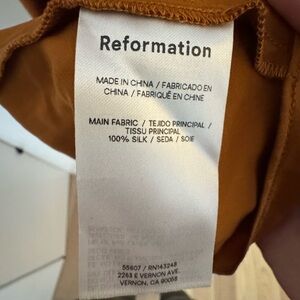 Reformation
MADE IN CHINA / FABRICADO EN
CHINA / FABRIQUÉ EN CHINE
MAIN FABRIC / TEJIDO PRINCIPAL /
TISSU PRINCIPAL
100% SILK / SEDA / SOIE
55607 / RN143248
2263 E VERNON AVE.
VERNON, CA 90058